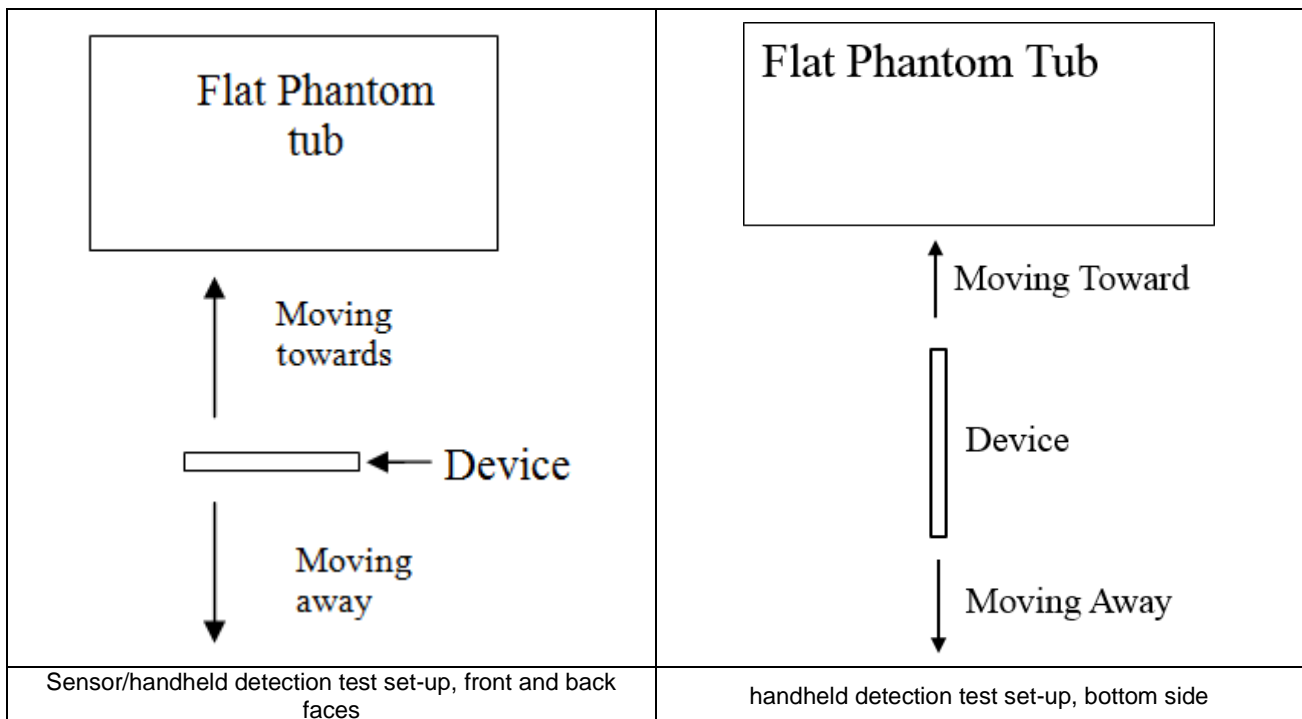 Flat Phantom
tub
Moving
towards
Device
Moving
away
Sensor/handheld detection test set-up, front and back
faces
Flat Phantom Tub
Moving Toward
Device
Moving Away
handheld detection test set-up, bottom side